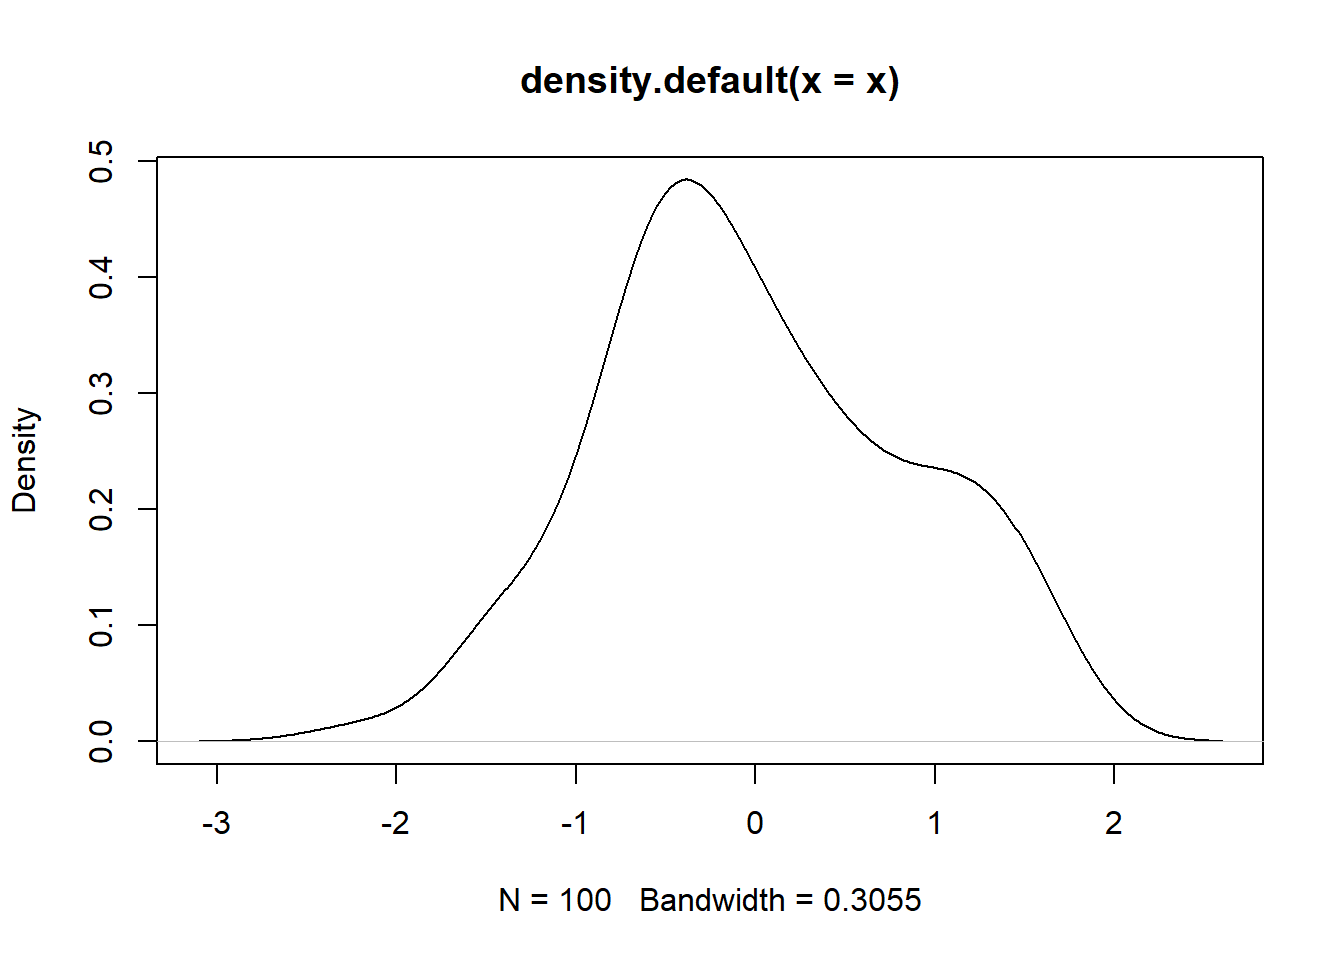 density.default(x = x)
0.5
0.4
0.3
0.2
0.1
0.0
Density
-3 -2 -1 0 1 2
N = 100 Bandwidth = 0.3055